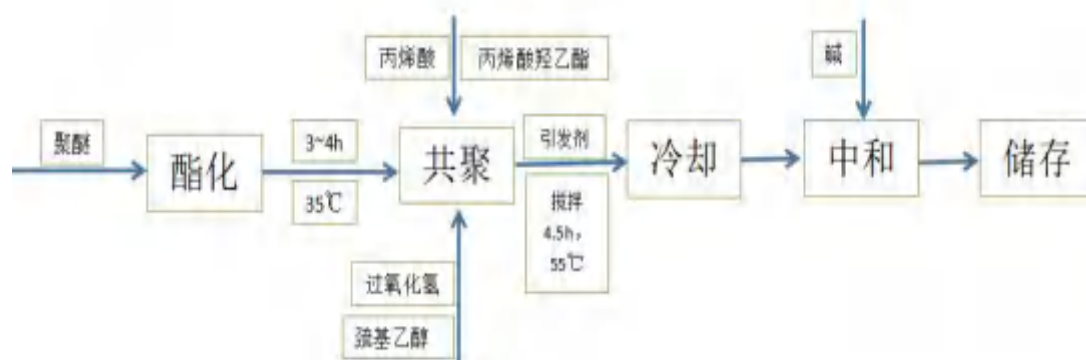 丙烯酸
丙烯酸羟乙酯
碱
聚醚
酯化
3~4h
35℃
共聚
引发剂
搅拌
4.5h，
55℃
冷却
中和
储存
过氧化氢
巯基乙醇